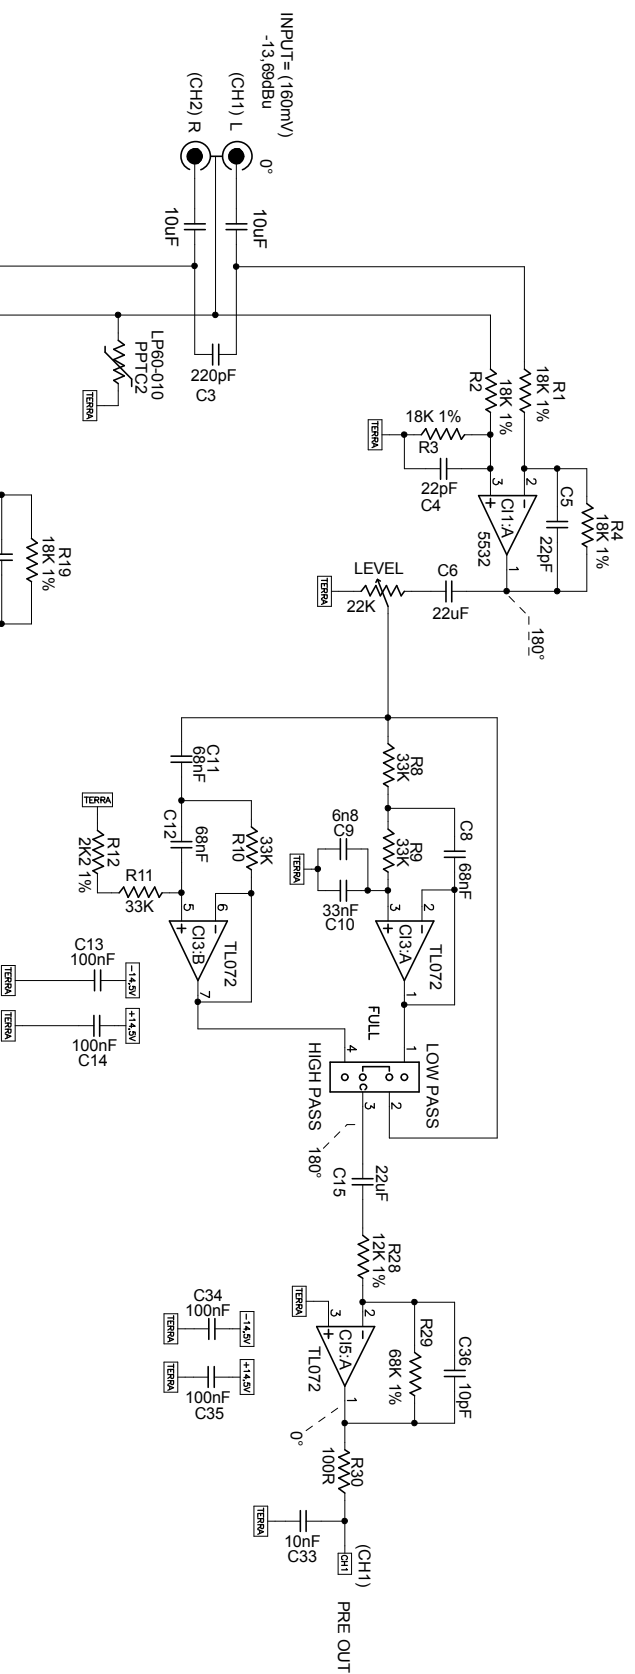 INPUT= (160mV)
-13,69dBu
(CH1) L
(CH2) R
0°
10uF
10uF
220pF
C3
LP60-010
PPTC2
TERRA
R1
18K 1%
18K 1%
R2
18K 1%
R3
TERRA
22pF
C4
2
3
CI1:A
5532
1
C5
22pF
R4
18K 1%
R19
18K 1%
180°
C6
22uF
LEVEL
22K
TERRA
R8
33K
R9
33K
C8
68nF
6n8
C9
33nF
C10
TERRA
2
3
CI3:A
TL072
1
C11
68nF
C12
68nF
33K
R10
TERRA
R12
2K2 1%
R11
33K
6
5
CI3:B
TL072
7
C13
100nF
-14,5V
TERRA
+14,5V
100nF
C14
TERRA
FULL
LOW PASS
HIGH PASS
1
4
C
2
3
180°
22uF
C15
R28
12K 1%
TERRA
2
3
CI5:A
TL072
1
R29
68K 1%
C36
10pF
0°
C34
100nF
-14,5V
TERRA
+14,5V
100nF
C35
TERRA
R30
100R
TERRA
10nF
C33
CH1
(CH1)
PRE OUT